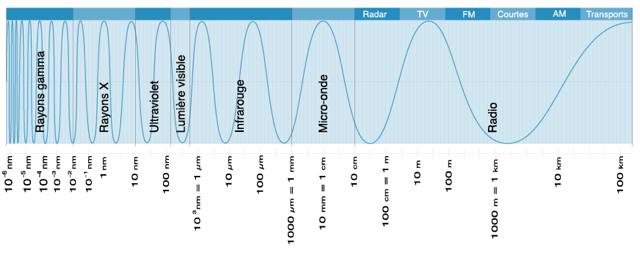 Radar
TV
FM
Courtes
AM
Transports
Rayons gamma
Rayons X
Ultraviolet
Lumière visible
Infrarouge
Micro-onde
Radio
10⁻⁶ nm
10⁻⁵ nm
10⁻⁴ nm
10⁻³ nm
10⁻² nm
10⁻¹ nm
1 nm
10 nm
100 nm
10³ nm = 1 µm
10 µm
100 µm
1000 µm = 1 mm
10 mm = 1 cm
10 cm
100 cm = 1 m
10 m
100 m
1000 m = 1 km
10 km
100 km